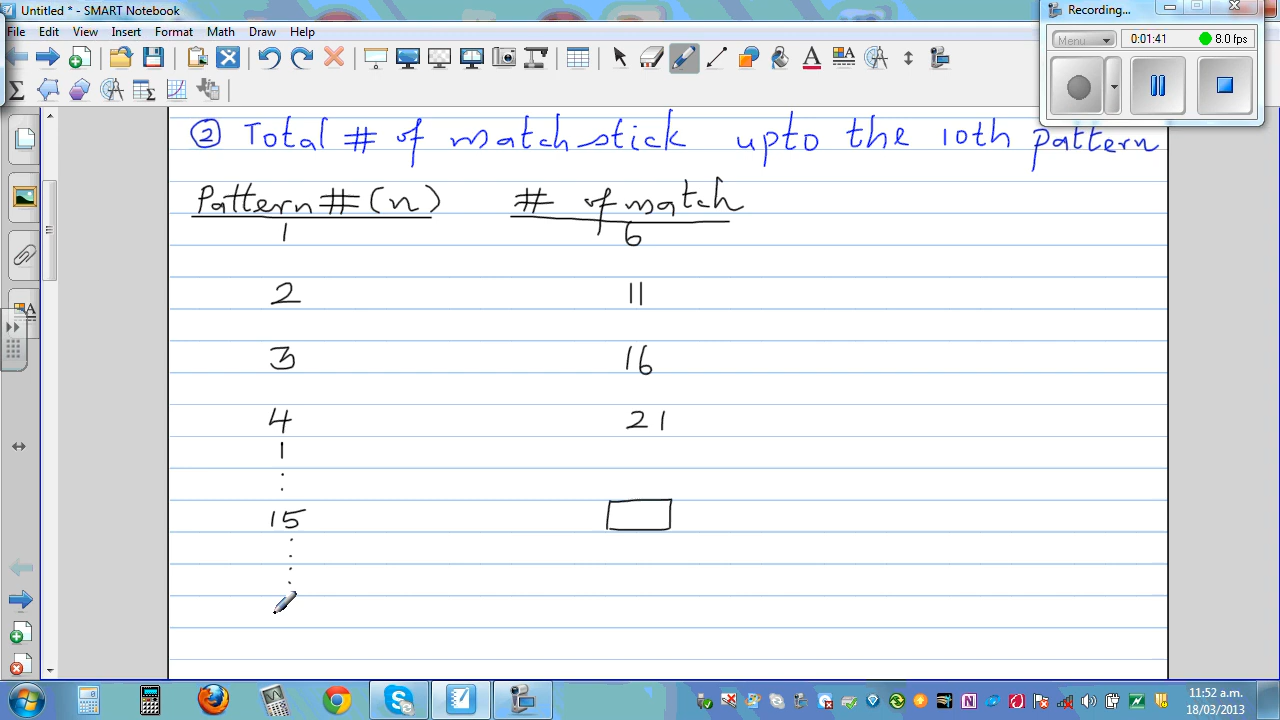 Untitled * - SMART Notebook
Recording...
File Edit View Insert Format Math Draw Help
Menu 0:01:41 8.0 fps
② Total # of matchstick upto the 10th pattern
Pattern # (n) # of match
1 6
2 11
3 16
4 21
15
11:52 a.m.
18/03/2013